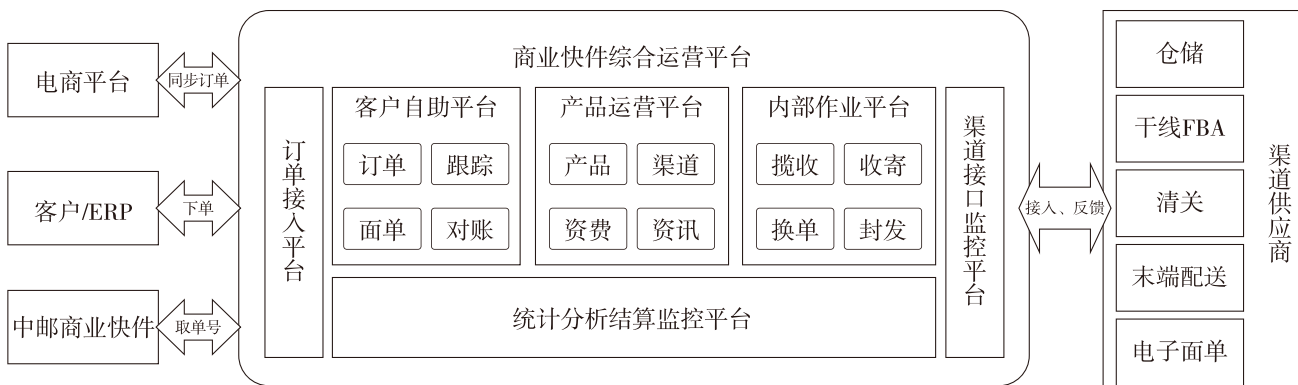 电商平台
同步订单
客户/ERP
下单
中邮商业快件
取单号
商业快件综合运营平台
订单接入平台
客户自助平台
订单
跟踪
面单
对账
产品运营平台
产品
渠道
资费
资讯
内部作业平台
揽收
收寄
换单
封发
统计分析结算监控平台
渠道接口监控平台
接入、反馈
仓储
干线FBA
清关
末端配送
电子面单
渠道供应商